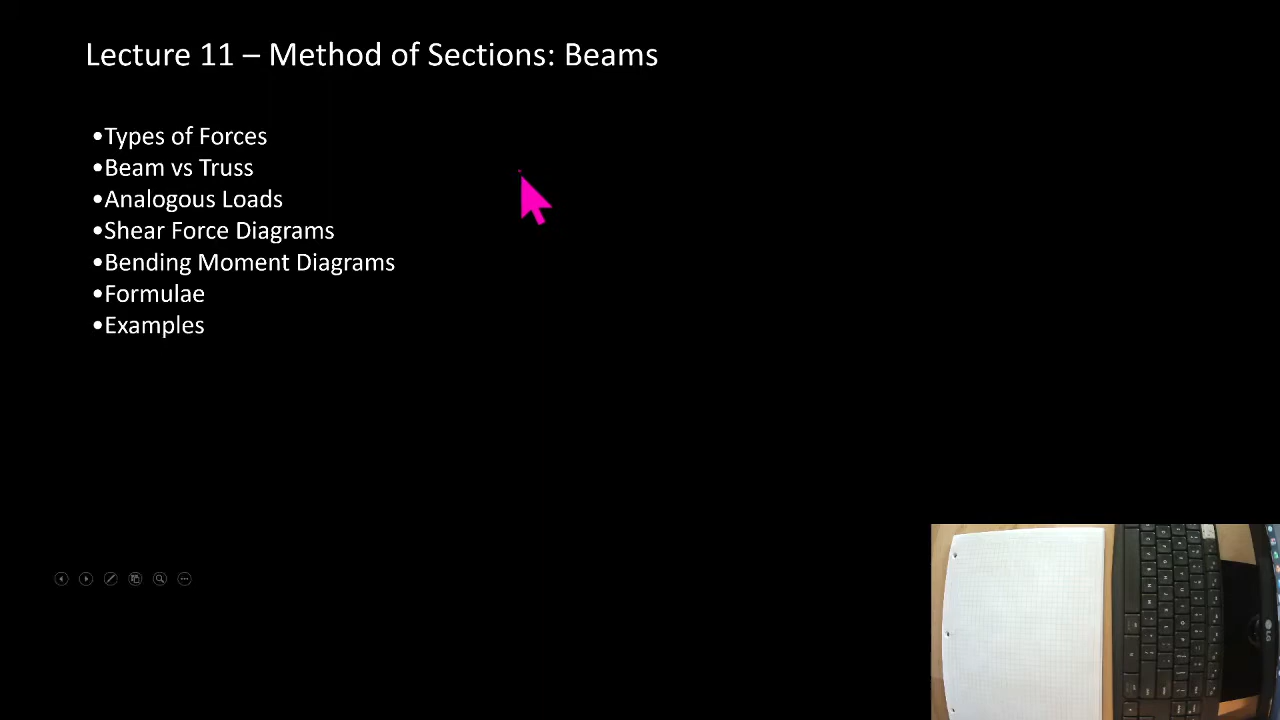 Lecture 11 – Method of Sections: Beams
•Types of Forces
•Beam vs Truss
•Analogous Loads
•Shear Force Diagrams
•Bending Moment Diagrams
•Formulae
•Examples
LG